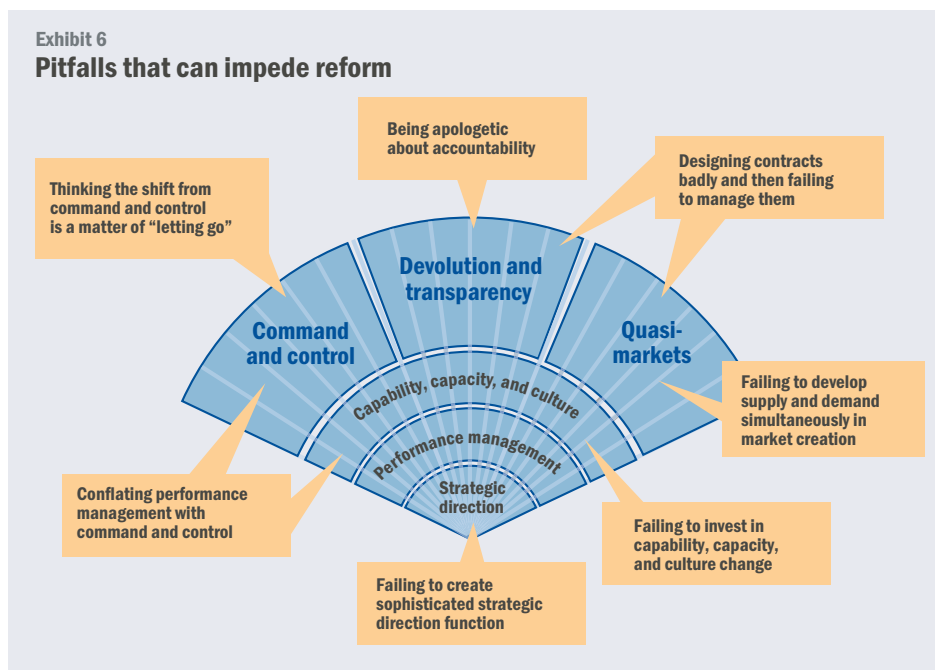 Exhibit 6
Pitfalls that can impede reform
Being apologetic
about accountability
Designing contracts
badly and then failing
to manage them
Thinking the shift from
command and control
is a matter of “letting go”
Devolution and
transparency
Command
and control
Quasi-
markets
Capability, capacity, and culture
Performance management
Strategic
direction
Failing to develop
supply and demand
simultaneously in
market creation
Conflating performance
management with
command and control
Failing to invest in
capability, capacity,
and culture change
Failing to create
sophisticated strategic
direction function